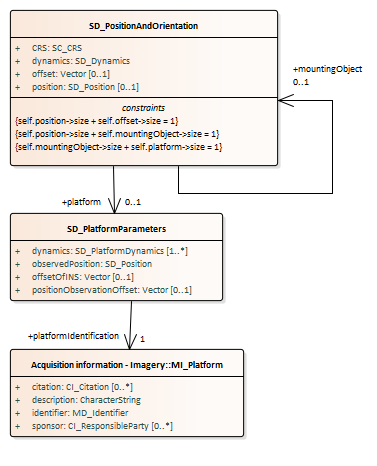 SD_PositionAndOrientation
+ CRS: SC_CRS
+ dynamics: SD_Dynamics
+ offset: Vector [0..1]
+ position: SD_Position [0..1]
constraints
{self.position->size + self.offset->size = 1}
{self.position->size + self.mountingObject->size = 1}
{self.mountingObject->size + self.platform->size = 1}
+mountingObject
0..1
+platform 0..1
SD_PlatformParameters
+ dynamics: SD_PlatformDynamics [1..*]
+ observedPosition: SD_Position
+ offsetOfINS: Vector [0..1]
+ positionObservationOffset: Vector [0..1]
+platformIdentification 1
Acquisition information - Imagery::MI_Platform
+ citation: CI_Citation [0..*]
+ description: CharacterString
+ identifier: MD_Identifier
+ sponsor: CI_ResponsibleParty [0..*]